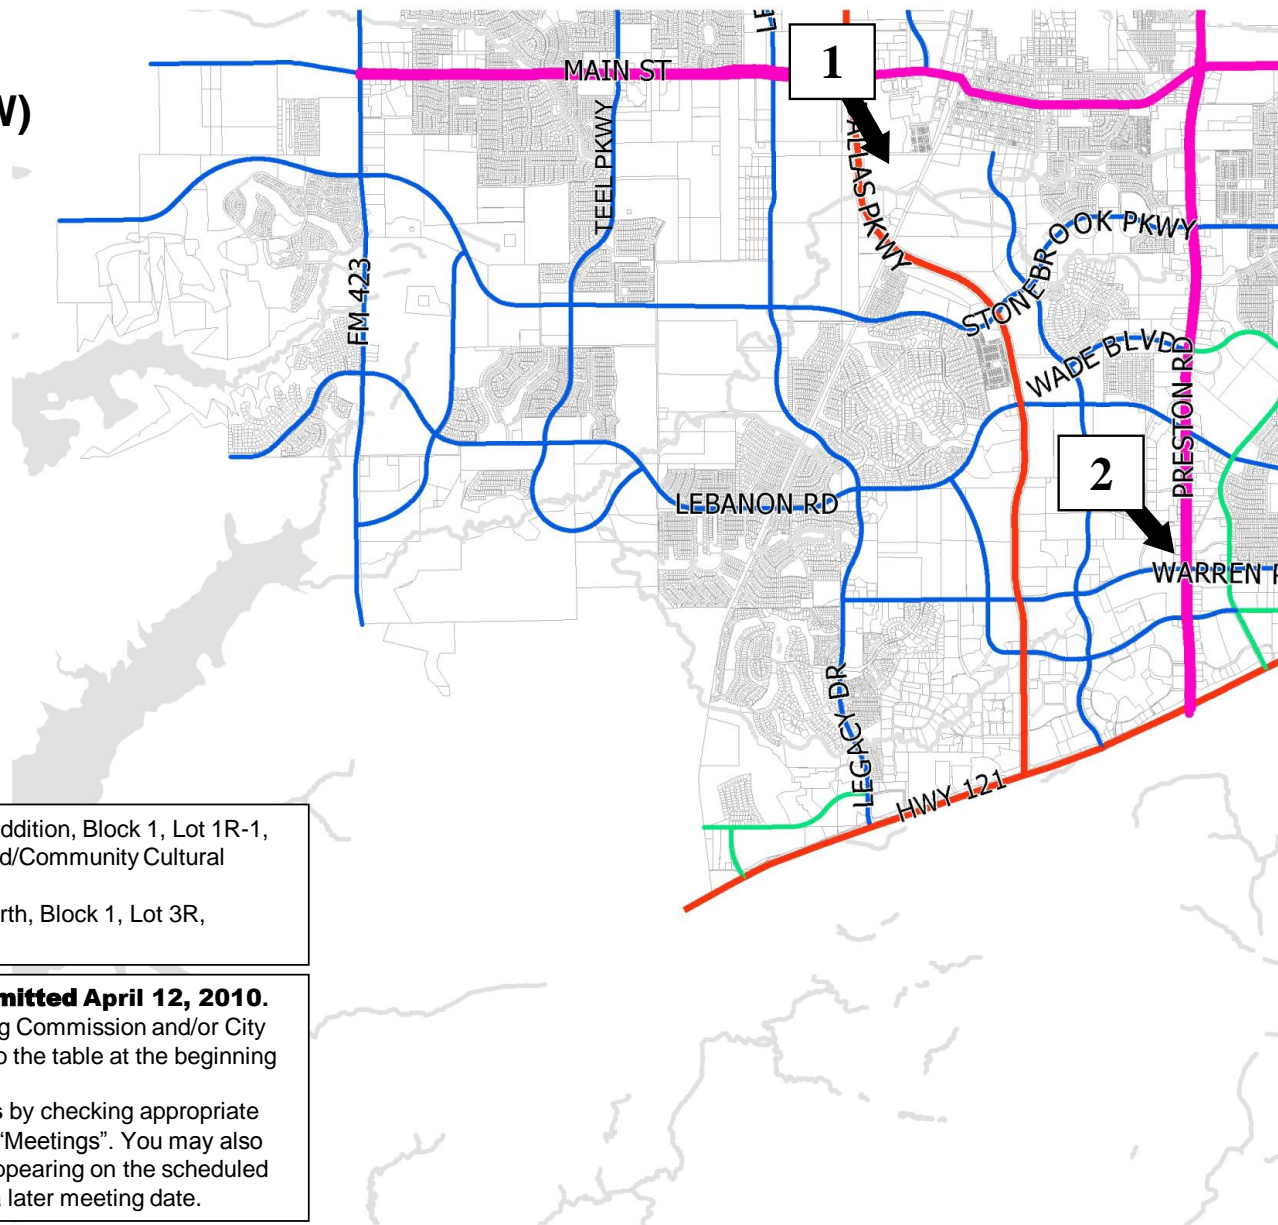 W)
MAIN ST
1
TEEL PKWY
ALLAS PKWY
STONEBROOK PKWY
FM 423
WADE BLVD
PRESTON RD
2
LEBANON RD
WARREN P
LEGACY DR
HWY 121
ddition, Block 1, Lot 1R-1,
d/Community Cultural
rth, Block 1, Lot 3R,
mitted April 12, 2010.
g Commission and/or City
o the table at the beginning
s by checking appropriate
“Meetings”. You may also
ppearing on the scheduled
a later meeting date.